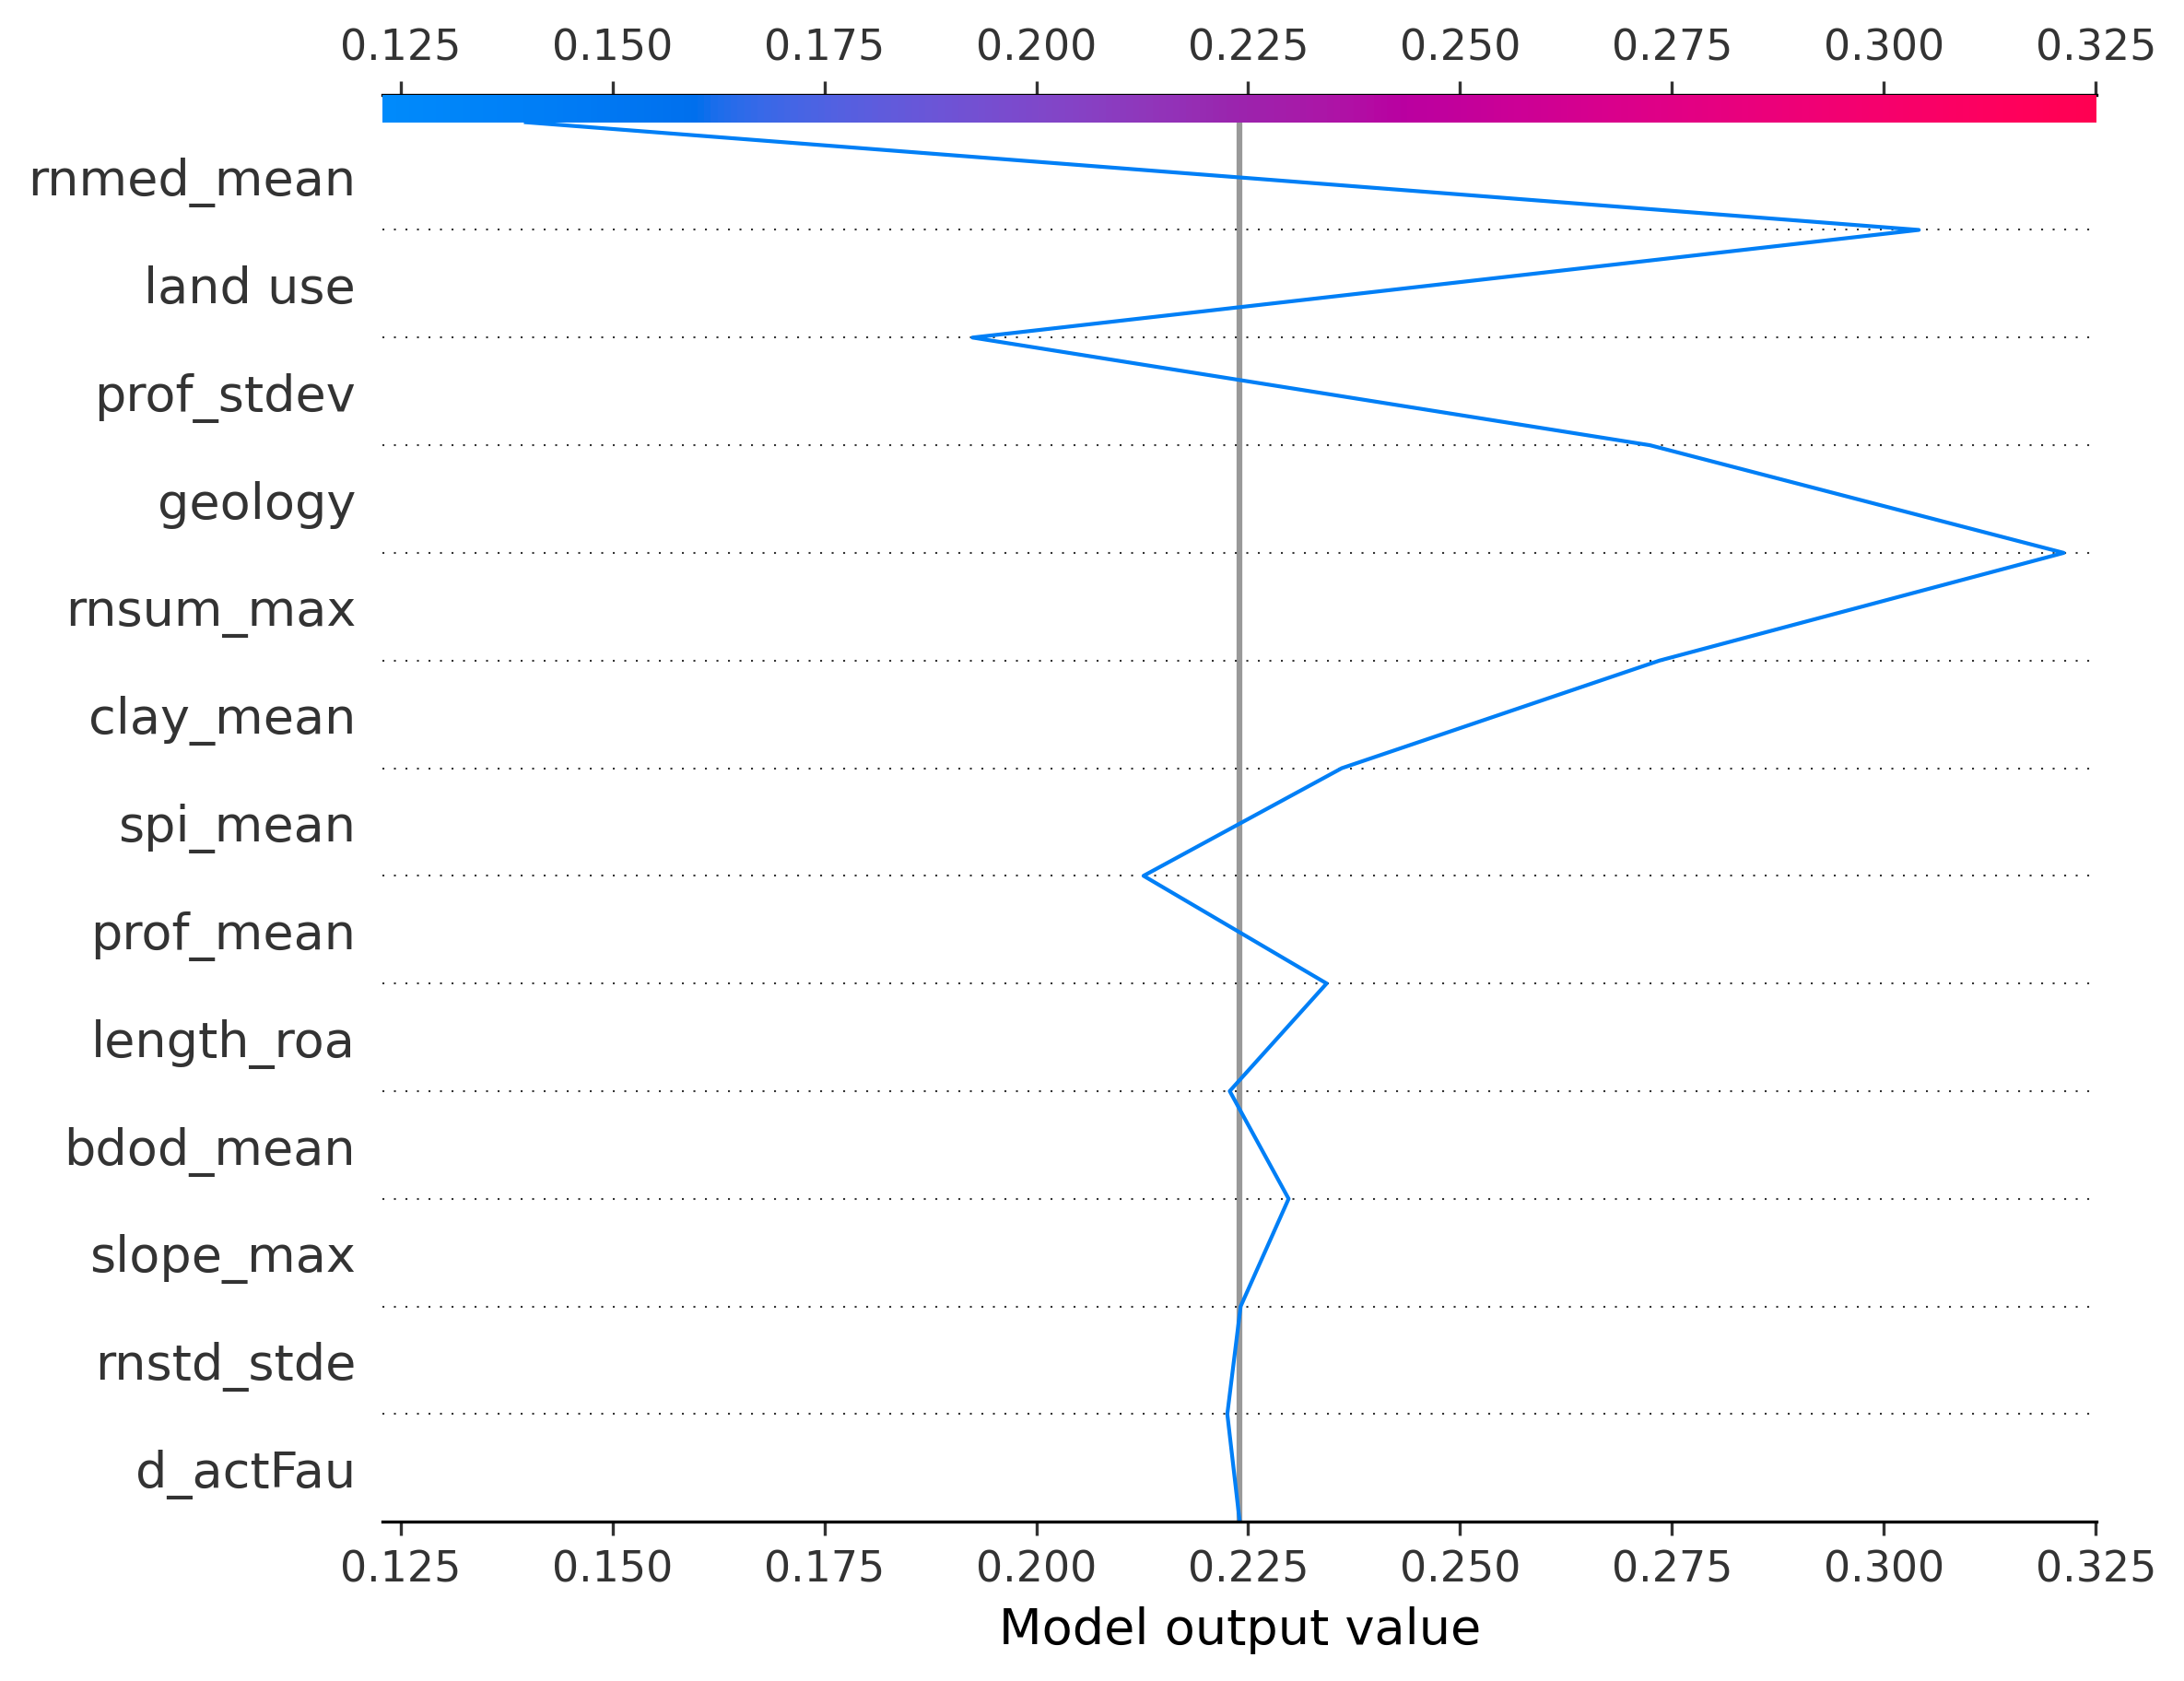 0.125 0.150 0.175 0.200 0.225 0.250 0.275 0.300 0.325
rnmed_mean
land use
prof_stdev
geology
rnsum_max
clay_mean
spi_mean
prof_mean
length_roa
bdod_mean
slope_max
rnstd_stde
d_actFau
0.125 0.150 0.175 0.200 0.225 0.250 0.275 0.300 0.325
Model output value